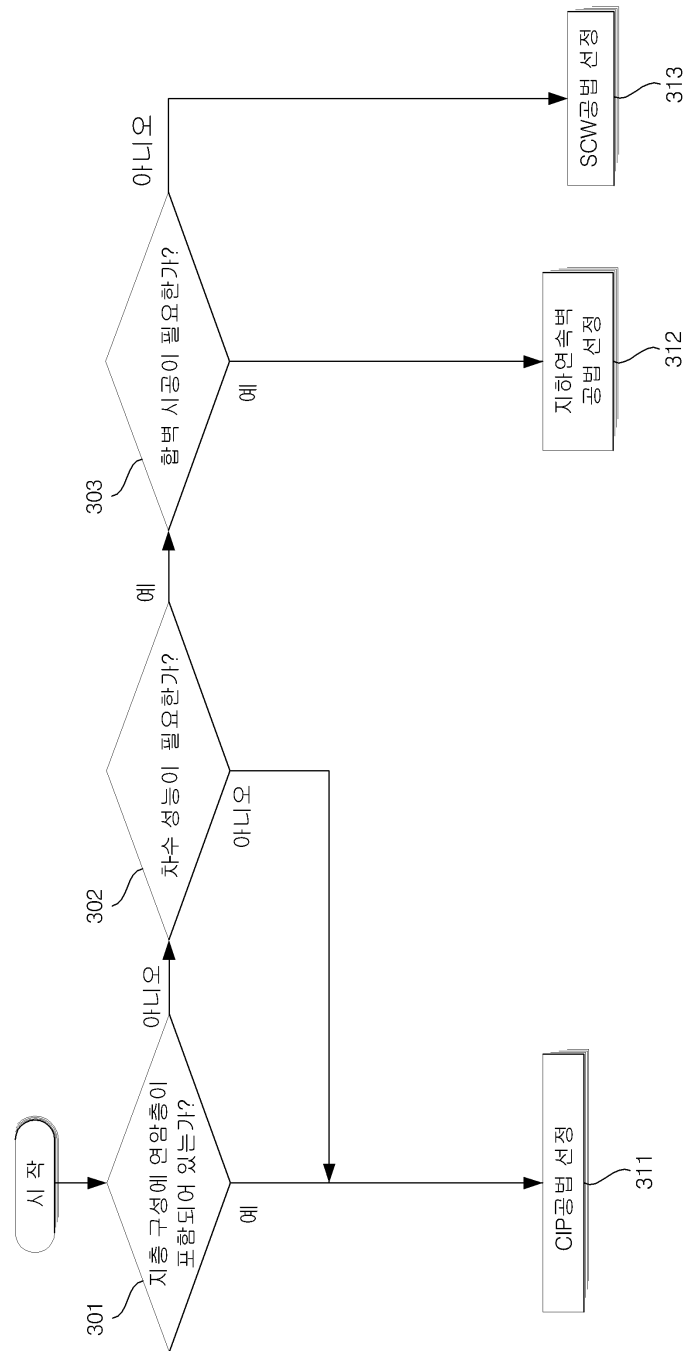 시 작
301
지층 구성에 연암층이
포함되어 있는가?
아니오
예
302
차수 성능이 필요한가?
예
아니오
303
합벽 시공이 필요한가?
아니오
예
CIP공법 선정
311
지하연속벽
공법 선정
312
SCW공법 선정
313